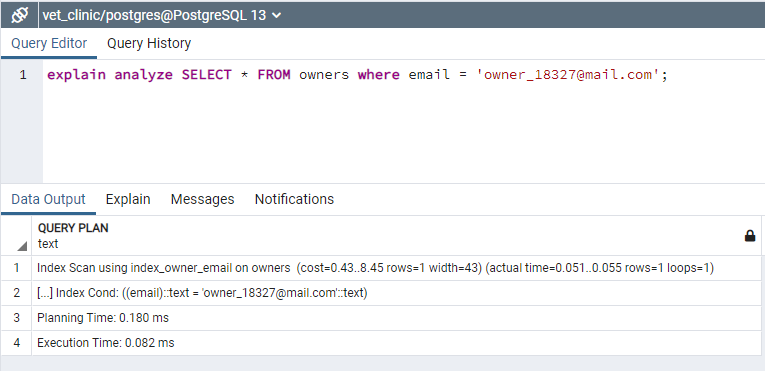 vet_clinic/postgres@PostgreSQL 13
Query Editor Query History
1 explain analyze SELECT * FROM owners where email = 'owner_18327@mail.com';
Data Output Explain Messages Notifications
QUERY PLAN
text
1 Index Scan using index_owner_email on owners (cost=0.43..8.45 rows=1 width=43) (actual time=0.051..0.055 rows=1 loops=1)
2 [...] Index Cond: ((email)::text = 'owner_18327@mail.com'::text)
3 Planning Time: 0.180 ms
4 Execution Time: 0.082 ms